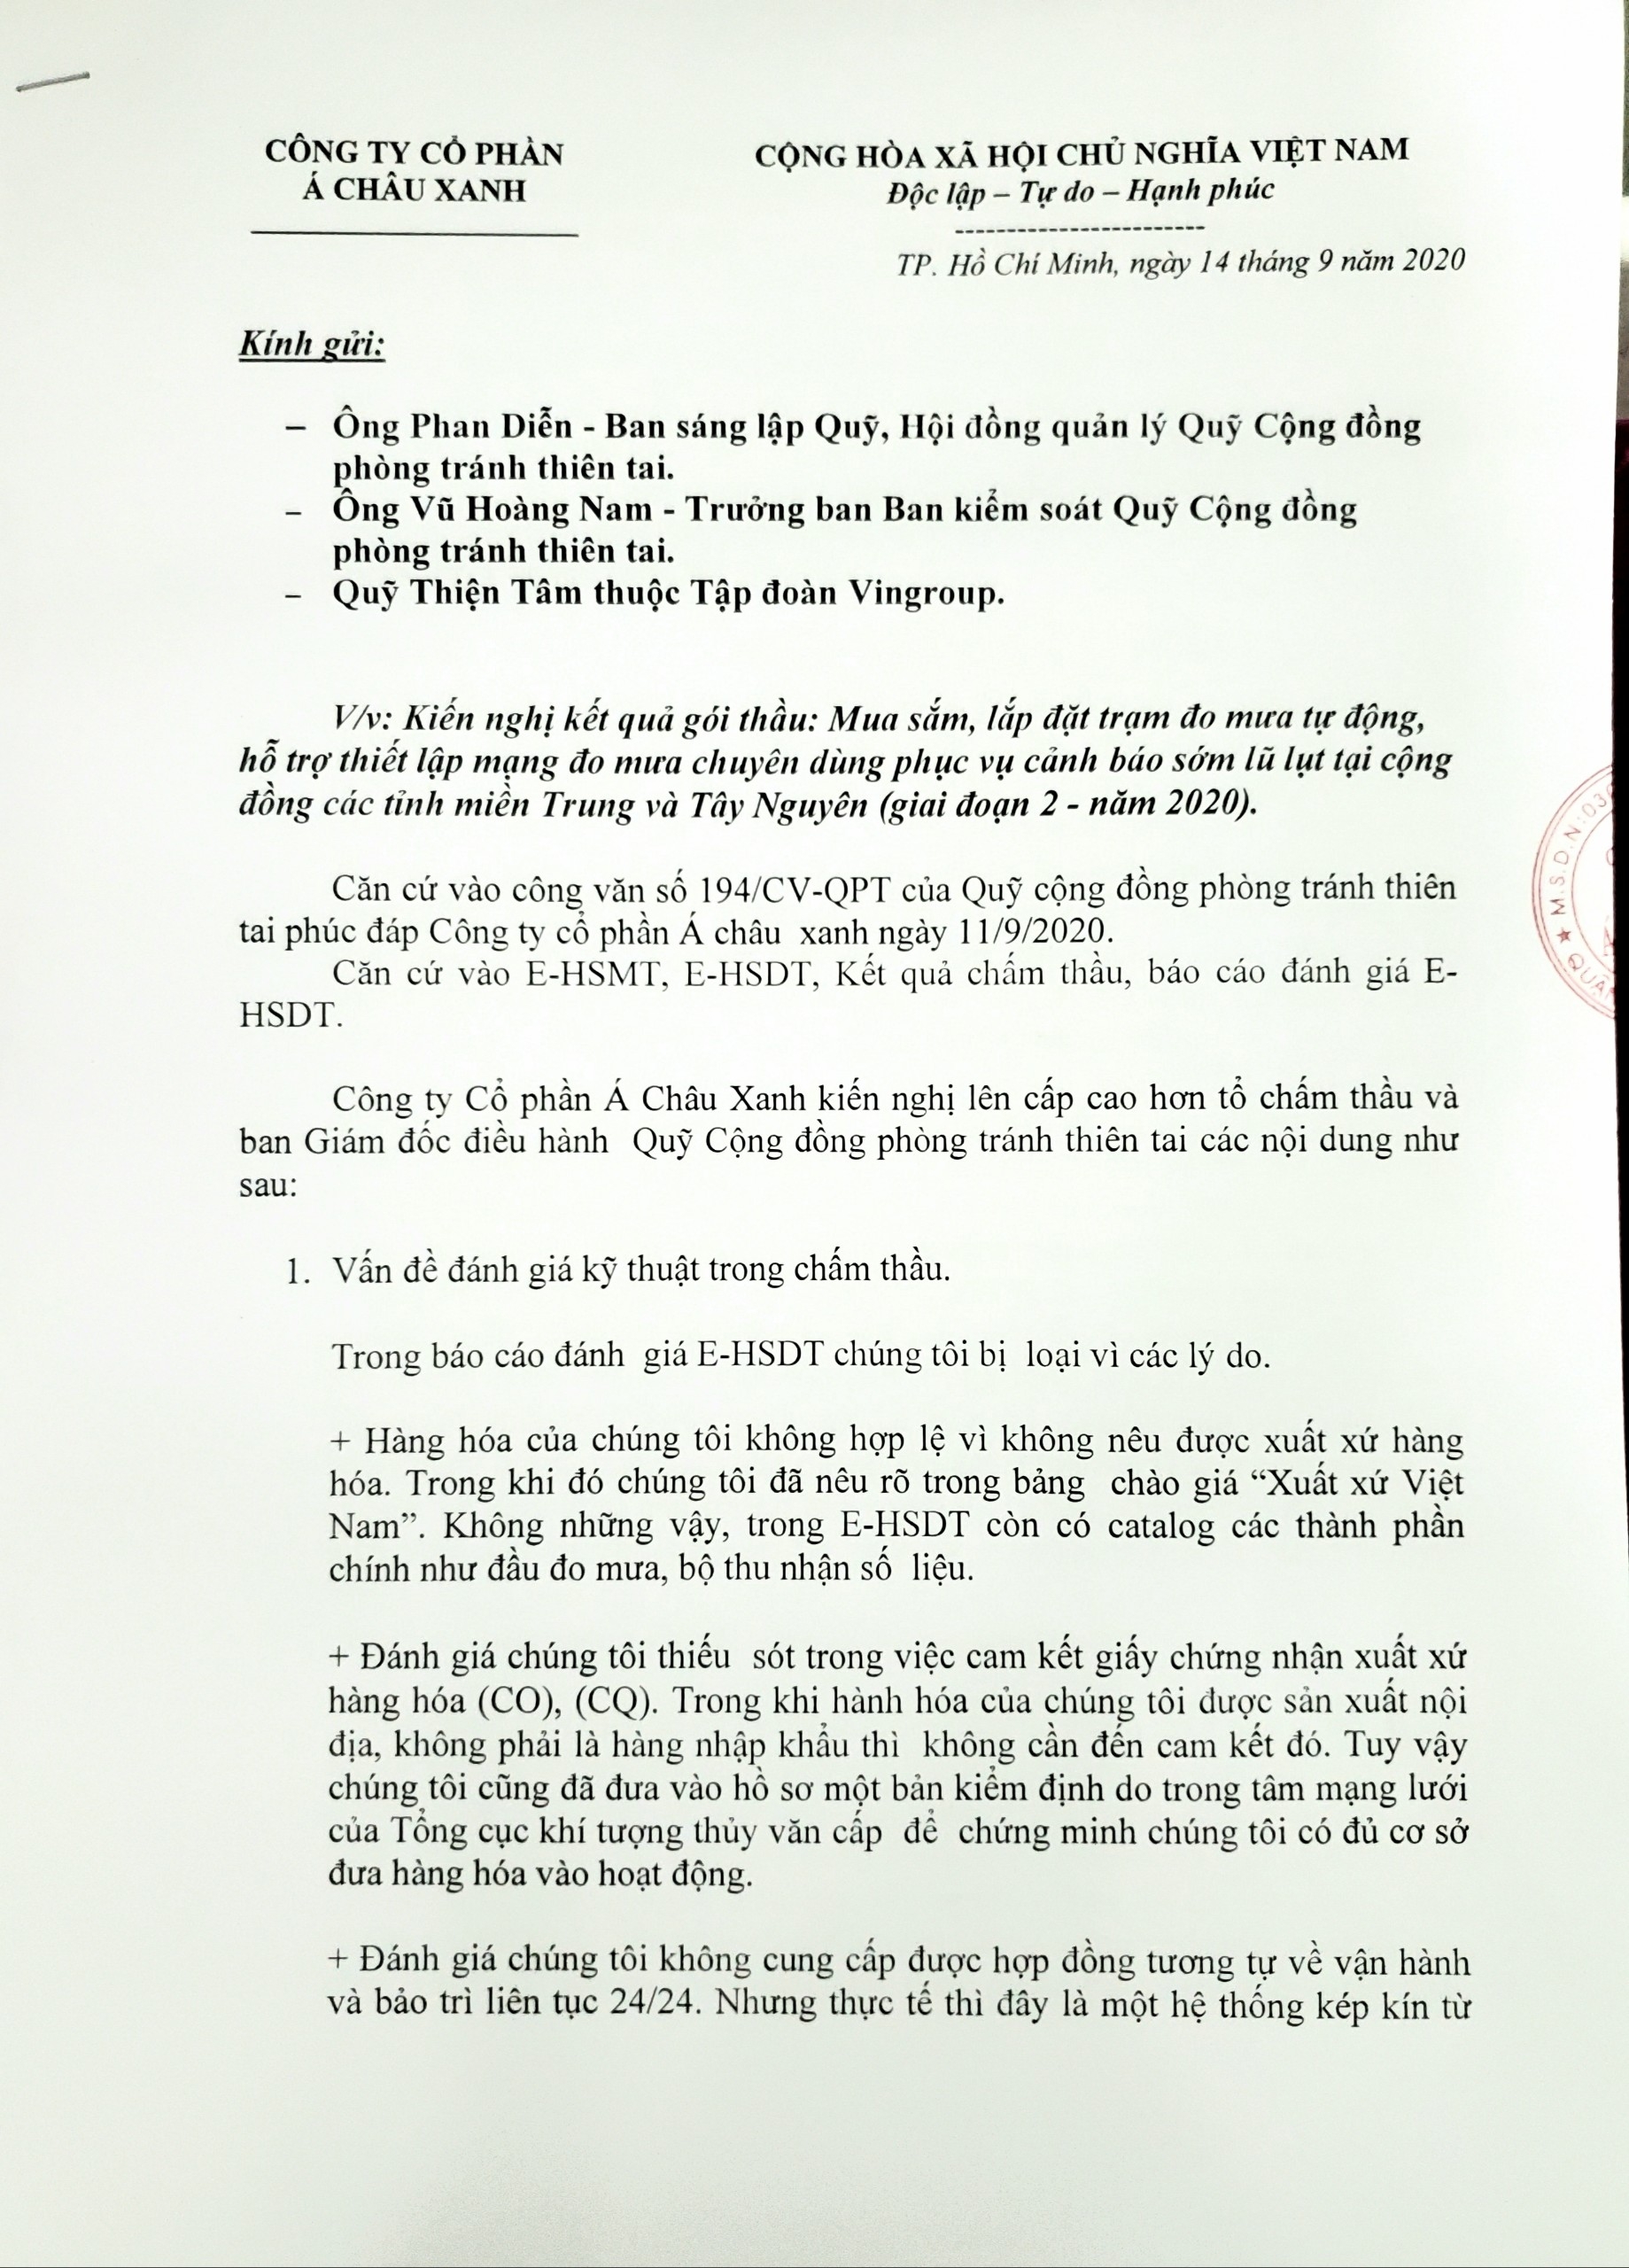 CÔNG TY CỔ PHẦN
Á CHÂU XANH
CỘNG HÒA XÃ HỘI CHỦ NGHĨA VIỆT NAM
Độc lập – Tự do – Hạnh phúc
------------------------
TP. Hồ Chí Minh, ngày 14 tháng 9 năm 2020
Kính gửi:
– Ông Phan Diễn - Ban sáng lập Quỹ, Hội đồng quản lý Quỹ Cộng đồng
phòng tránh thiên tai.
– Ông Vũ Hoàng Nam - Trưởng ban Ban kiểm soát Quỹ Cộng đồng
phòng tránh thiên tai.
– Quỹ Thiện Tâm thuộc Tập đoàn Vingroup.
V/v: Kiến nghị kết quả gói thầu: Mua sắm, lắp đặt trạm đo mưa tự động,
hỗ trợ thiết lập mạng đo mưa chuyên dùng phục vụ cảnh báo sớm lũ lụt tại cộng
đồng các tỉnh miền Trung và Tây Nguyên (giai đoạn 2 - năm 2020).
Căn cứ vào công văn số 194/CV-QPT của Quỹ cộng đồng phòng tránh thiên
tai phúc đáp Công ty cổ phần Á châu xanh ngày 11/9/2020.
Căn cứ vào E-HSMT, E-HSDT, Kết quả chấm thầu, báo cáo đánh giá E-
HSDT.
Công ty Cổ phần Á Châu Xanh kiến nghị lên cấp cao hơn tổ chấm thầu và
ban Giám đốc điều hành Quỹ Cộng đồng phòng tránh thiên tai các nội dung như
sau:
1. Vấn đề đánh giá kỹ thuật trong chấm thầu.
Trong báo cáo đánh giá E-HSDT chúng tôi bị loại vì các lý do.
+ Hàng hóa của chúng tôi không hợp lệ vì không nêu được xuất xứ hàng
hóa. Trong khi đó chúng tôi đã nêu rõ trong bảng chào giá “Xuất xứ Việt
Nam”. Không những vậy, trong E-HSDT còn có catalog các thành phần
chính như đầu đo mưa, bộ thu nhận số liệu.
+ Đánh giá chúng tôi thiếu sót trong việc cam kết giấy chứng nhận xuất xứ
hàng hóa (CO), (CQ). Trong khi hành hóa của chúng tôi được sản xuất nội
địa, không phải là hàng nhập khẩu thì không cần đến cam kết đó. Tuy vậy
chúng tôi cũng đã đưa vào hồ sơ một bản kiểm định do trong tâm mạng lưới
của Tổng cục khí tượng thủy văn cấp để chứng minh chúng tôi có đủ cơ sở
đưa hàng hóa vào hoạt động.
+ Đánh giá chúng tôi không cung cấp được hợp đồng tương tự về vận hành
và bảo trì liên tục 24/24. Nhưng thực tế thì đây là một hệ thống kép kín từ
★ M.S.D.N:030